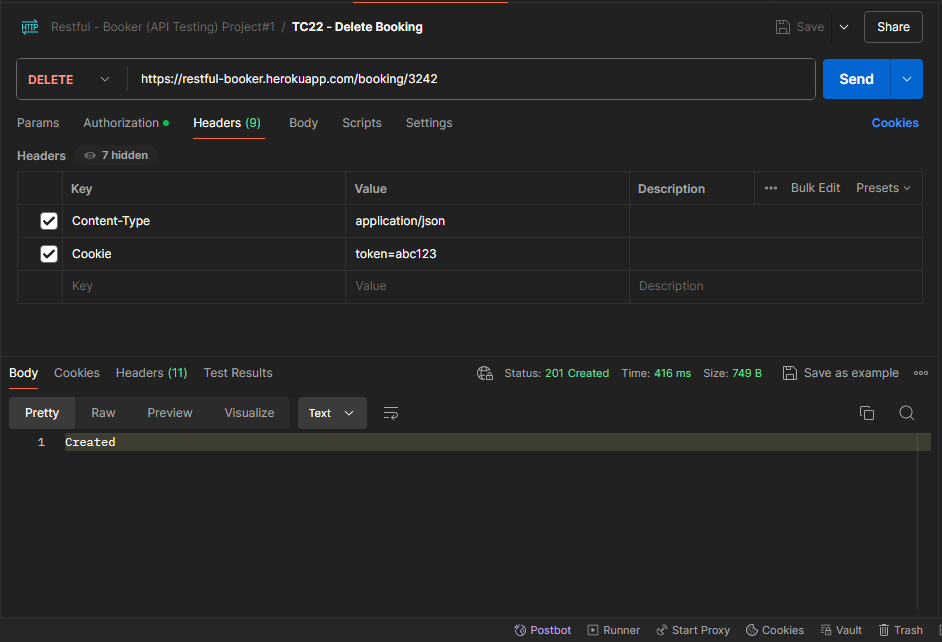 HTTP Restful - Booker (API Testing) Project#1 / TC22 - Delete Booking Save Share
DELETE https://restful-booker.herokuapp.com/booking/3242 Send
Params Authorization Headers (9) Body Scripts Settings Cookies
Headers 7 hidden
Key Value Description Bulk Edit Presets
Content-Type application/json
Cookie token=abc123
Key Value Description
Body Cookies Headers (11) Test Results Status: 201 Created Time: 416 ms Size: 749 B Save as example
Pretty Raw Preview Visualize Text
1 Created
Postbot Runner Start Proxy Cookies Vault Trash